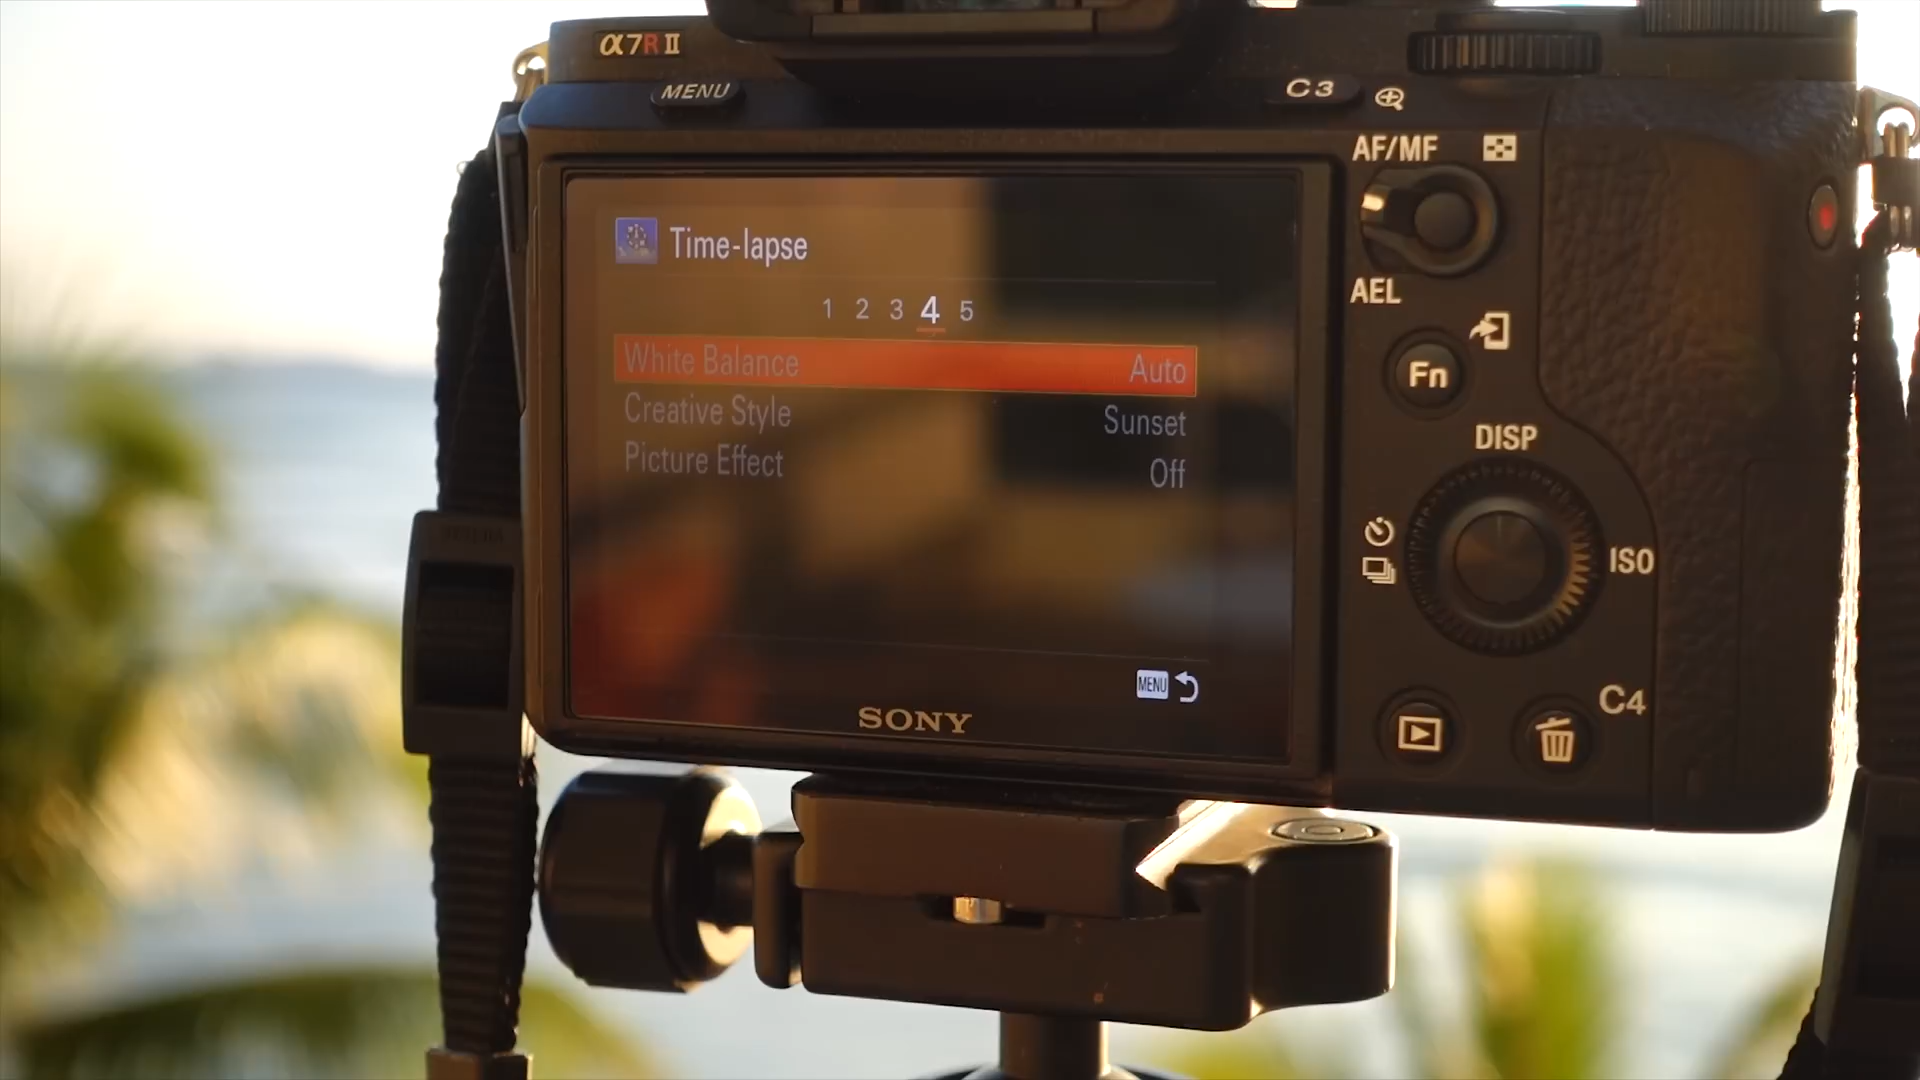 α7RII
MENU
C3
AF/MF
Time-lapse
1 2 3 4 5
White Balance Auto
Creative Style Sunset
Picture Effect Off
AEL
Fn
DISP
ISO
MENU
C4
SONY